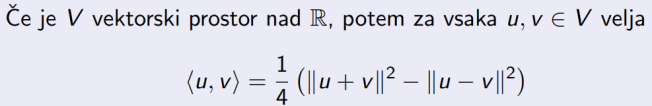 Če je V vektorski prostor nad ℝ, potem za vsaka u, v ∈ V velja
⟨u, v⟩ = 1/4 (‖u + v‖² − ‖u − v‖²)